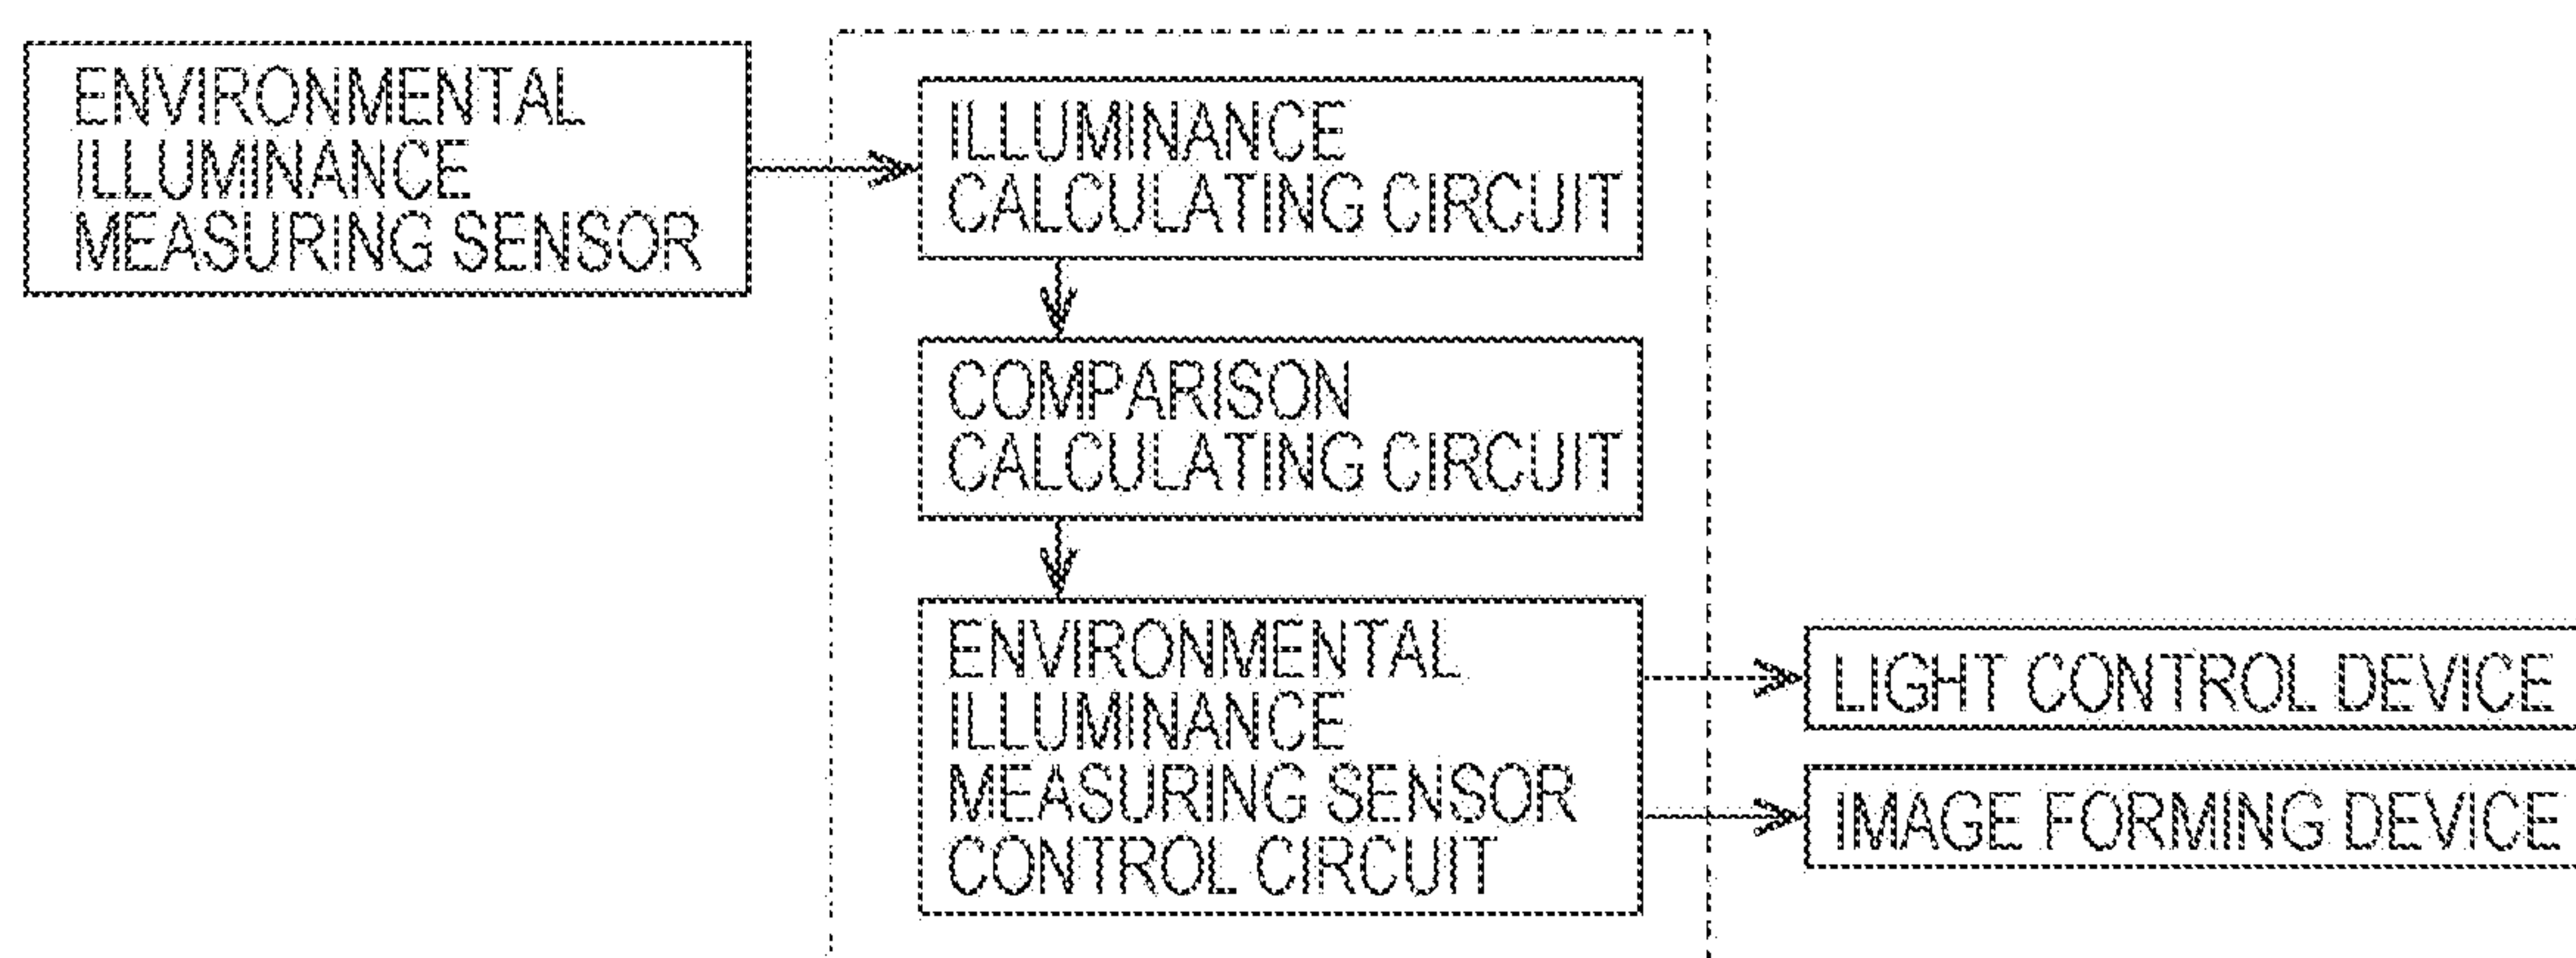 ENVIRONMENTAL
ILLUMINANCE
MEASURING SENSOR
ILLUMINANCE
CALCULATING CIRCUIT
COMPARISON
CALCULATING CIRCUIT
ENVIRONMENTAL
ILLUMINANCE
MEASURING SENSOR
CONTROL CIRCUIT
LIGHT CONTROL DEVICE
IMAGE FORMING DEVICE